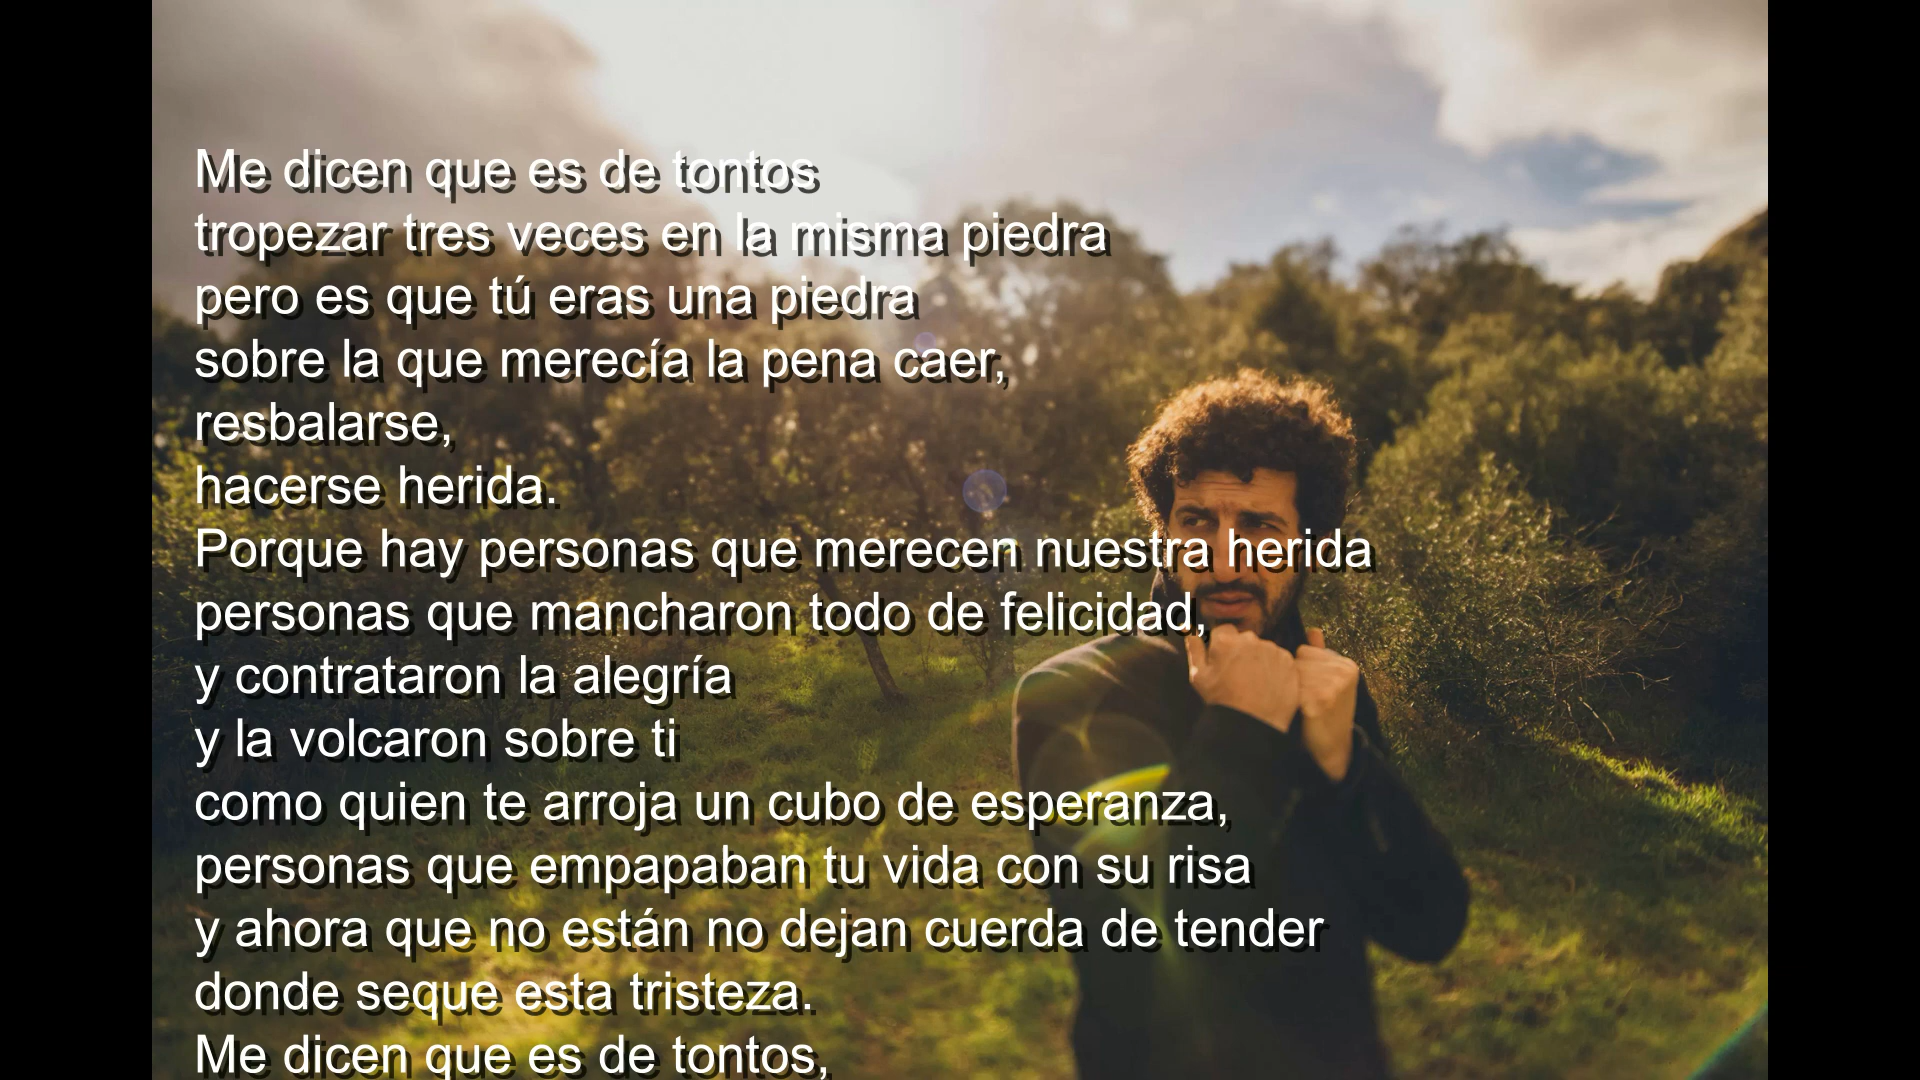 Me dicen que es de tontos
tropezar tres veces en la misma piedra
pero es que tú eras una piedra
sobre la que merecía la pena caer,
resbalarse,
hacerse herida.
Porque hay personas que merecen nuestra herida
personas que mancharon todo de felicidad,
y contrataron la alegría
y la volcaron sobre ti
como quien te arroja un cubo de esperanza,
personas que empapaban tu vida con su risa
y ahora que no están no dejan cuerda de tender
donde seque esta tristeza.
Me dicen que es de tontos,